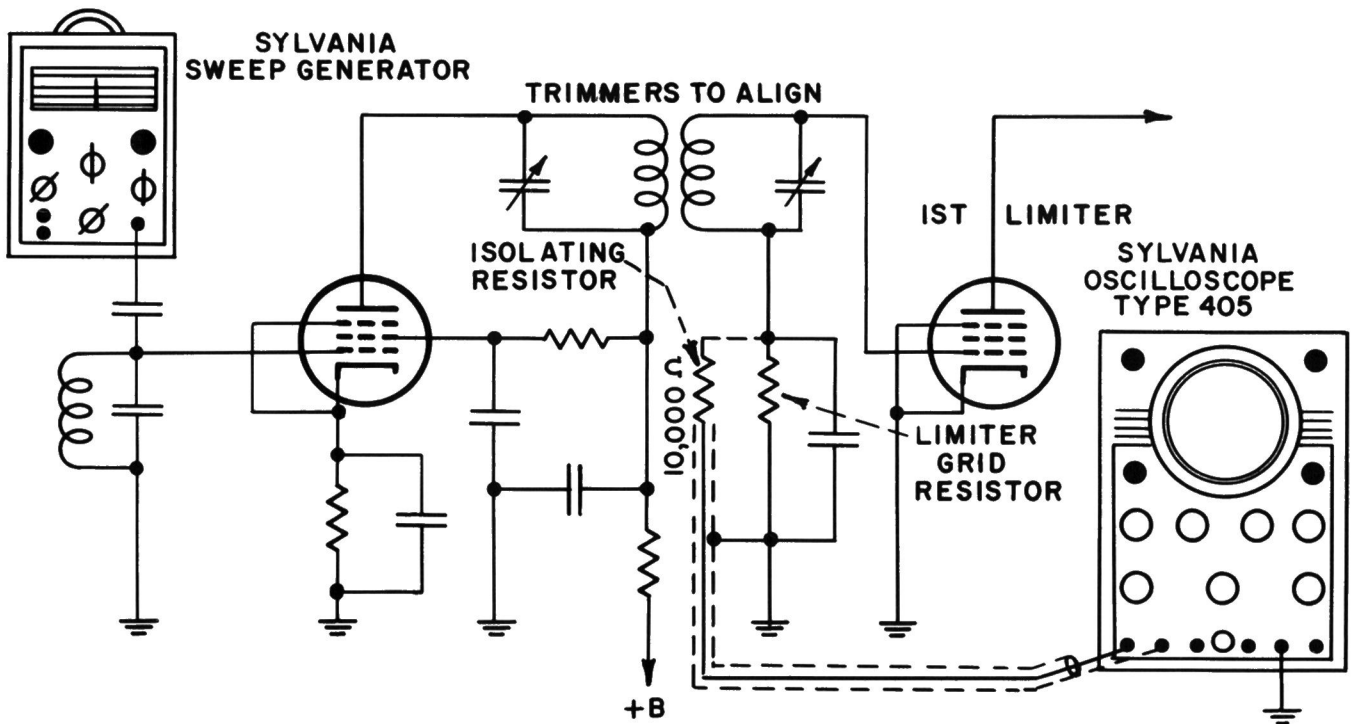 SYLVANIA
SWEEP GENERATOR
TRIMMERS TO ALIGN
1ST LIMITER
ISOLATING
RESISTOR
SYLVANIA
OSCILLOSCOPE
TYPE 405
10,000
LIMITER
GRID
RESISTOR
+B